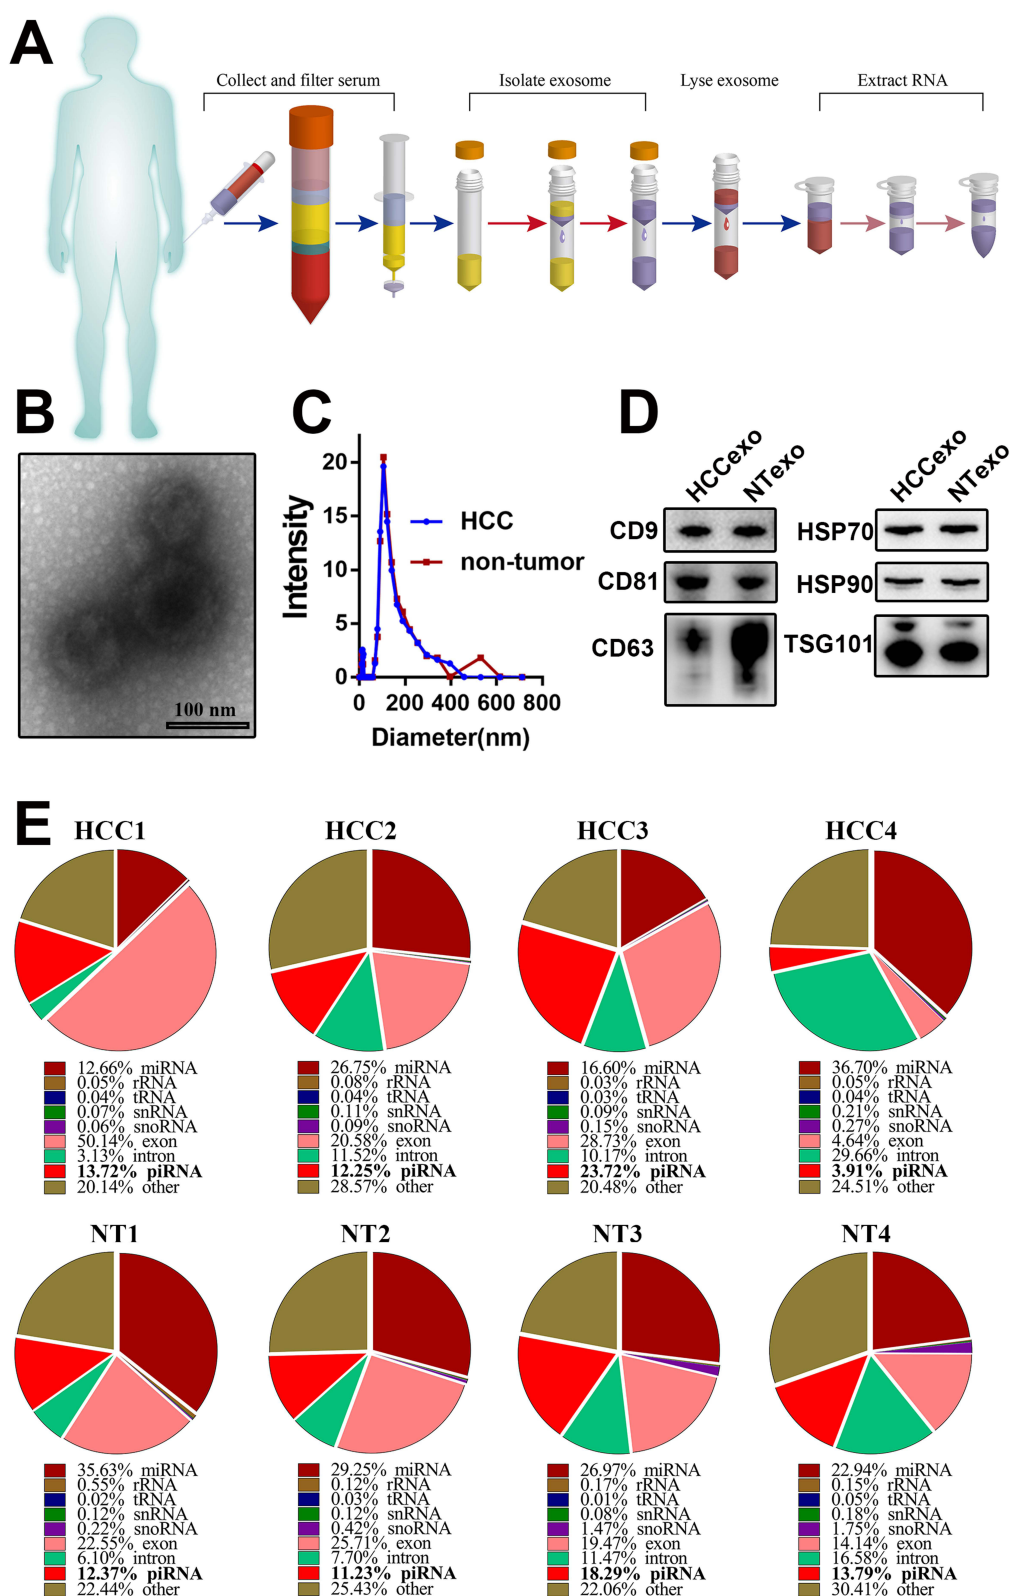 A
Collect and filter serum
Isolate exosome
Lyse exosome
Extract RNA
B
100 nm
C
Intensity
20
15
10
5
0
0 200 400 600 800
Diameter(nm)
HCC
non-tumor
D
HCCexo NTexo
CD9
CD81
CD63
HCCexo NTexo
HSP70
HSP90
TSG101
E
HCC1
12.66% miRNA
0.05% rRNA
0.04% tRNA
0.07% snRNA
0.06% snoRNA
50.14% exon
3.13% intron
13.72% piRNA
20.14% other
HCC2
26.75% miRNA
0.08% rRNA
0.04% tRNA
0.11% snRNA
0.09% snoRNA
20.58% exon
11.52% intron
12.25% piRNA
28.57% other
HCC3
16.60% miRNA
0.03% rRNA
0.03% tRNA
0.09% snRNA
0.15% snoRNA
28.73% exon
10.17% intron
23.72% piRNA
20.48% other
HCC4
36.70% miRNA
0.05% rRNA
0.04% tRNA
0.21% snRNA
0.27% snoRNA
4.64% exon
29.66% intron
3.91% piRNA
24.51% other
NT1
35.63% miRNA
0.55% rRNA
0.02% tRNA
0.12% snRNA
0.22% snoRNA
22.55% exon
6.10% intron
12.37% piRNA
22.44% other
NT2
29.25% miRNA
0.12% rRNA
0.03% tRNA
0.12% snRNA
0.42% snoRNA
25.71% exon
7.70% intron
11.23% piRNA
25.43% other
NT3
26.97% miRNA
0.17% rRNA
0.01% tRNA
0.08% snRNA
1.47% snoRNA
19.47% exon
11.47% intron
18.29% piRNA
22.06% other
NT4
22.94% miRNA
0.15% rRNA
0.05% tRNA
0.18% snRNA
1.75% snoRNA
14.14% exon
16.58% intron
13.79% piRNA
30.41% other